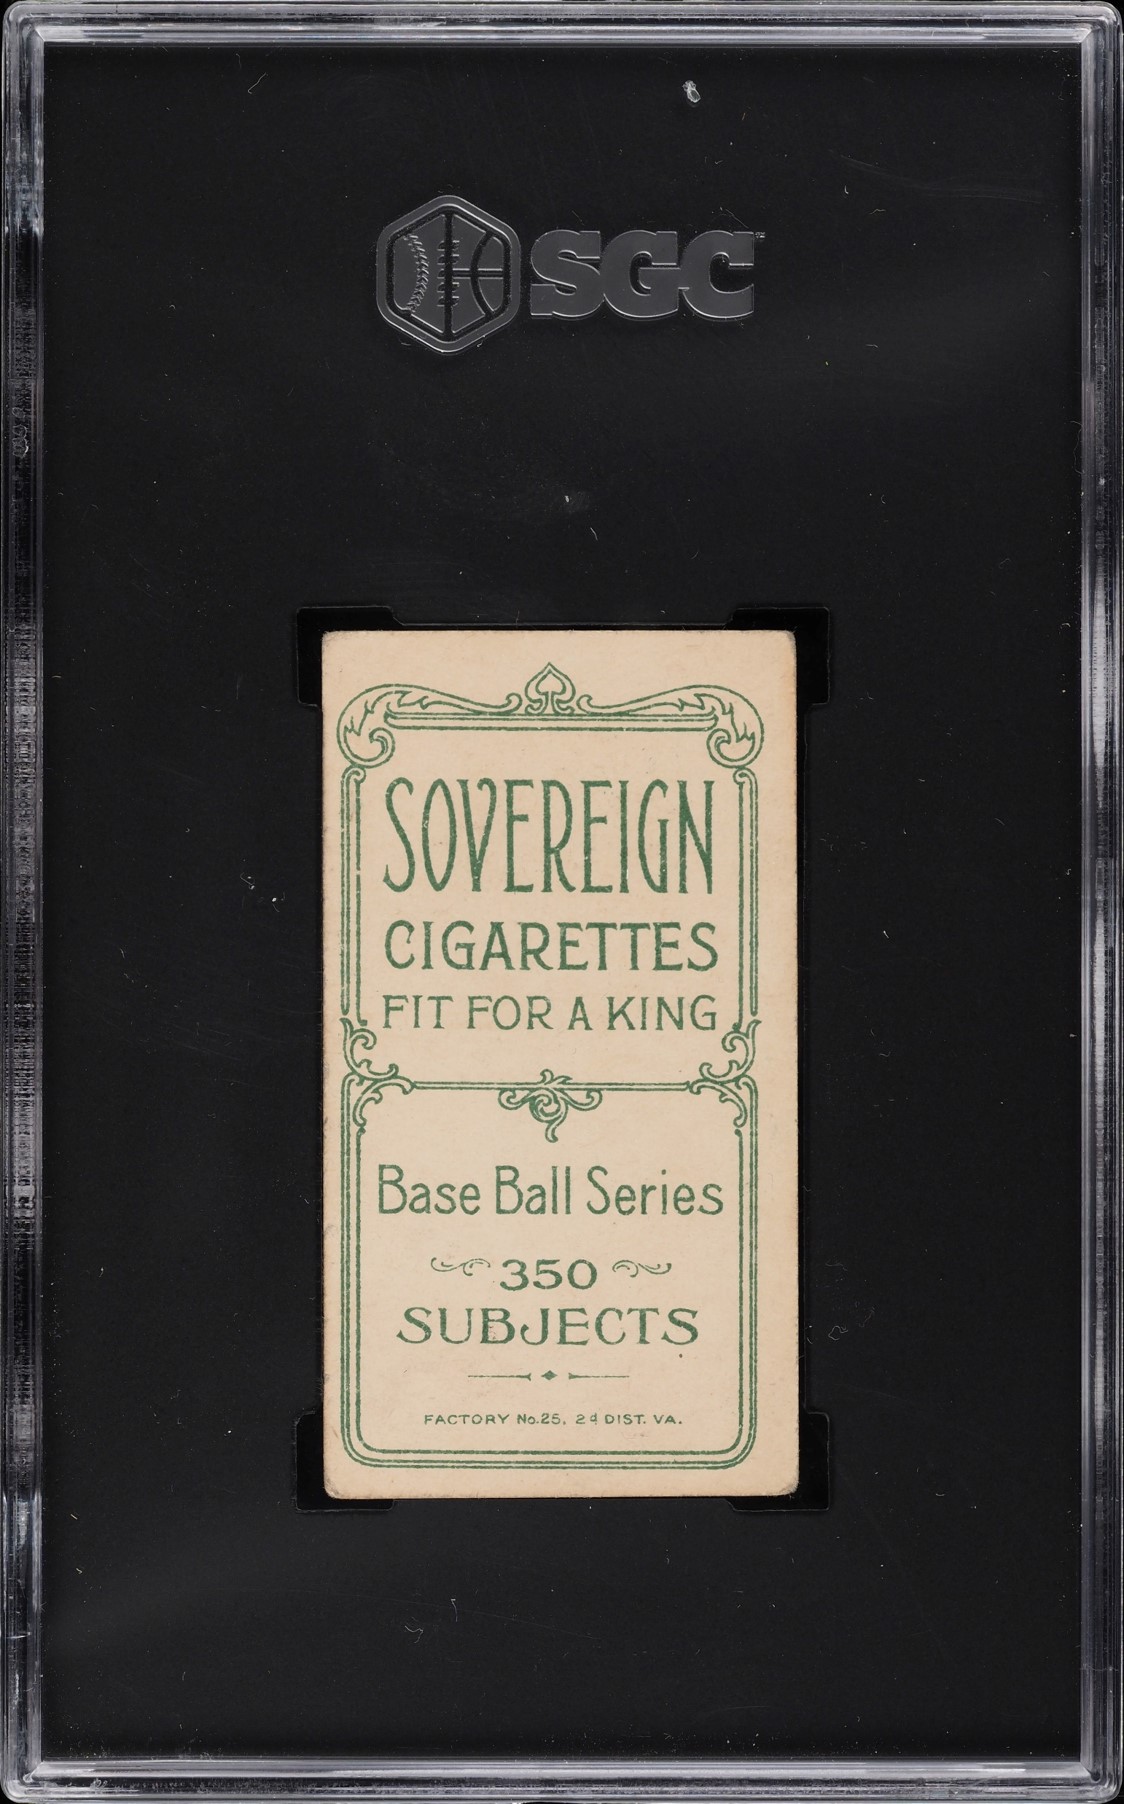 SGC
SOVEREIGN
CIGARETTES
FIT FOR A KING
Base Ball Series
350
SUBJECTS
FACTORY No. 25, 2d DIST. VA.